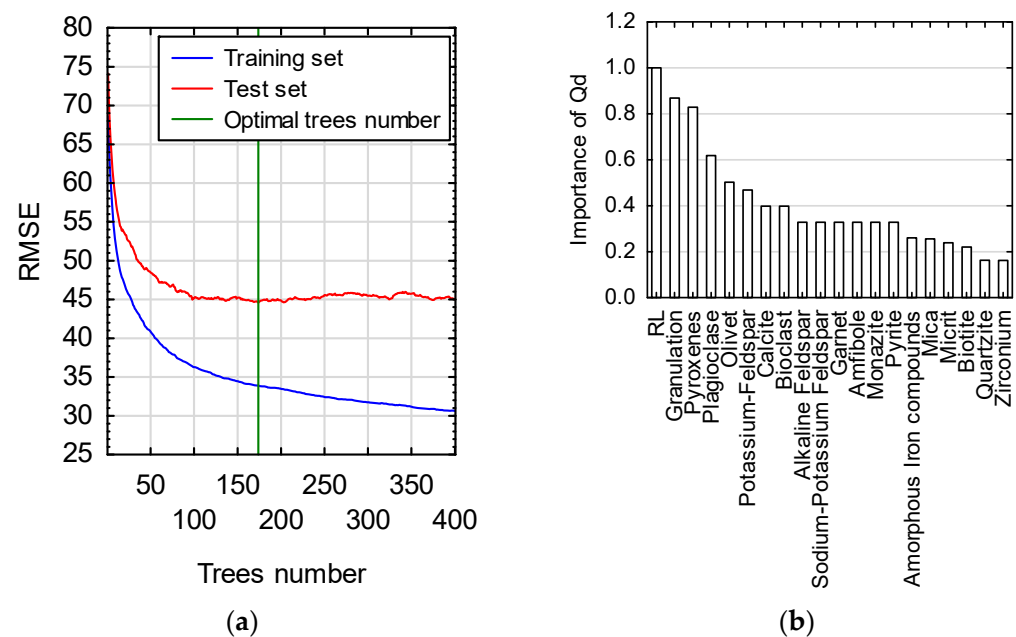 80
75
70
65
60
55
50
45
40
35
30
25
RMSE
Training set
Test set
Optimal trees number
50 150 250 350
100 200 300 400
Trees number
(a)
1.2
1.0
0.8
0.6
0.4
0.2
0.0
Importance of Qd
RL
Granulation
Pyroxenes
Plagioclase
Olivet
Potassium-Feldspar
Calcite
Bioclast
Alkaline Feldspar
Sodium-Potassium Feldspar
Garnet
Amfibole
Monazite
Pyrite
Amorphous Iron compounds
Mica
Micrit
Biotite
Quartzite
Zirconium
(b)